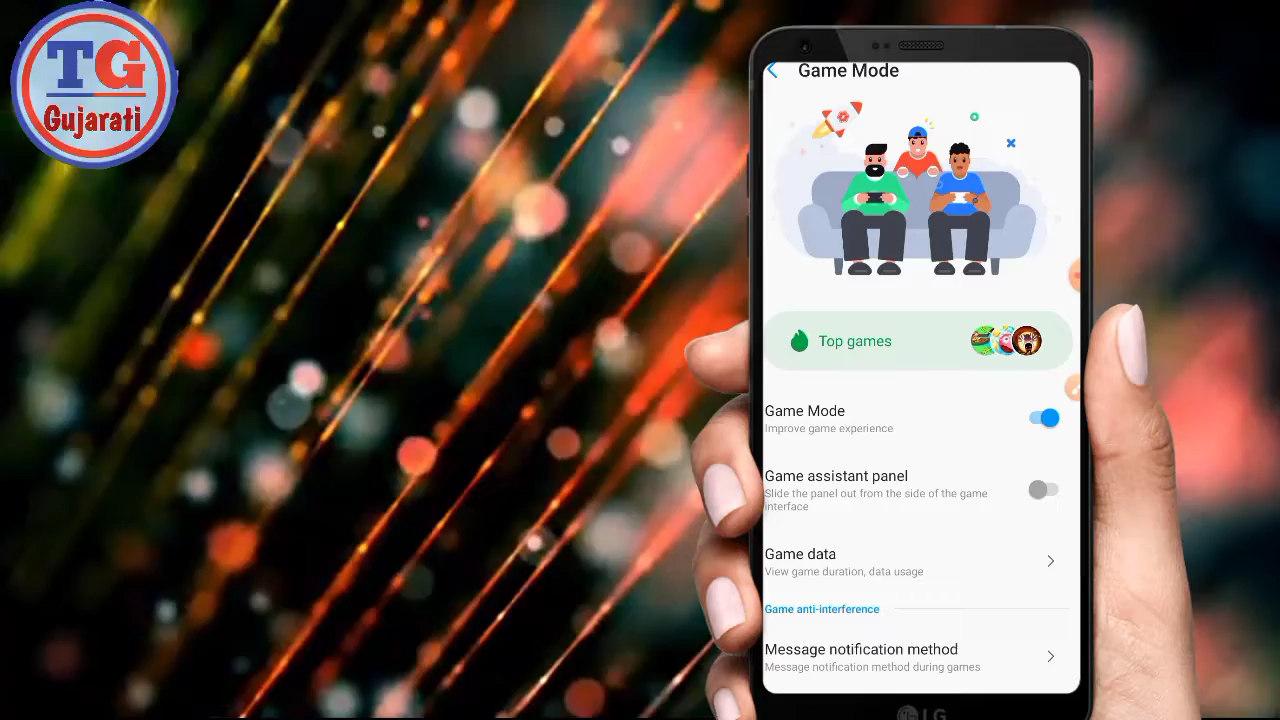 TG
Gujarati
Game Mode
Top games
Game Mode
Improve game experience
Game assistant panel
Slide the panel out from the side of the game
interface
Game data
View game duration, data usage
Game anti-interference
Message notification method
Message notification method during games
LG